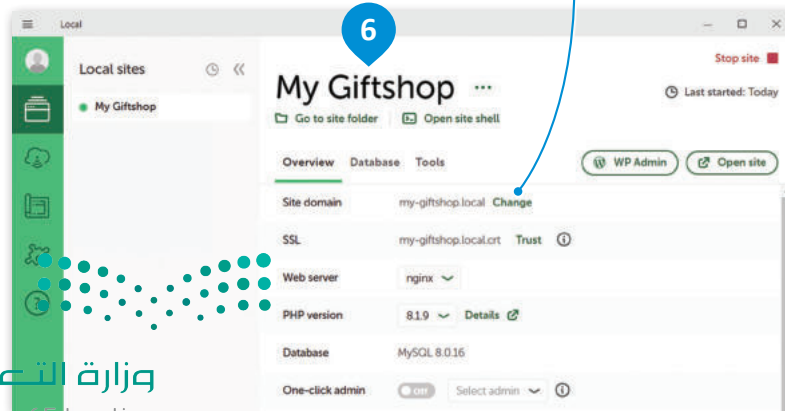 Local
6
Stop site
Local sites
My Giftshop ...
Last started: Today
My Giftshop
Go to site folder Open site shell
Overview Database Tools
WP Admin Open site
Site domain my-giftshop.local Change
SSL my-giftshop.local.crt Trust
Web server nginx
PHP version 8.1.9 Details
Database MySQL 8.0.16
One-click admin Off Select admin
وزارة